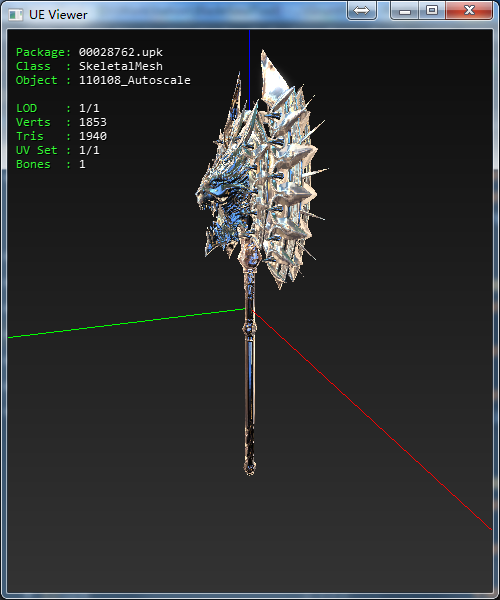 UE Viewer
Package: 00028762.upk
Class : SkeletalMesh
Object : 110108_Autoscale
LOD : 1/1
Verts : 1853
Tris : 1940
UV Set : 1/1
Bones : 1